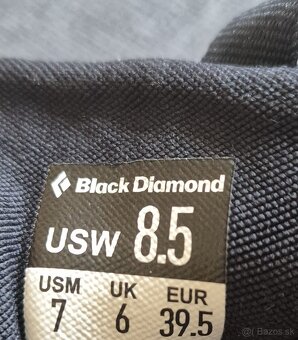 Black Diamond
USW 8.5
USM UK EUR
7 6 39.5
© bazos.sk